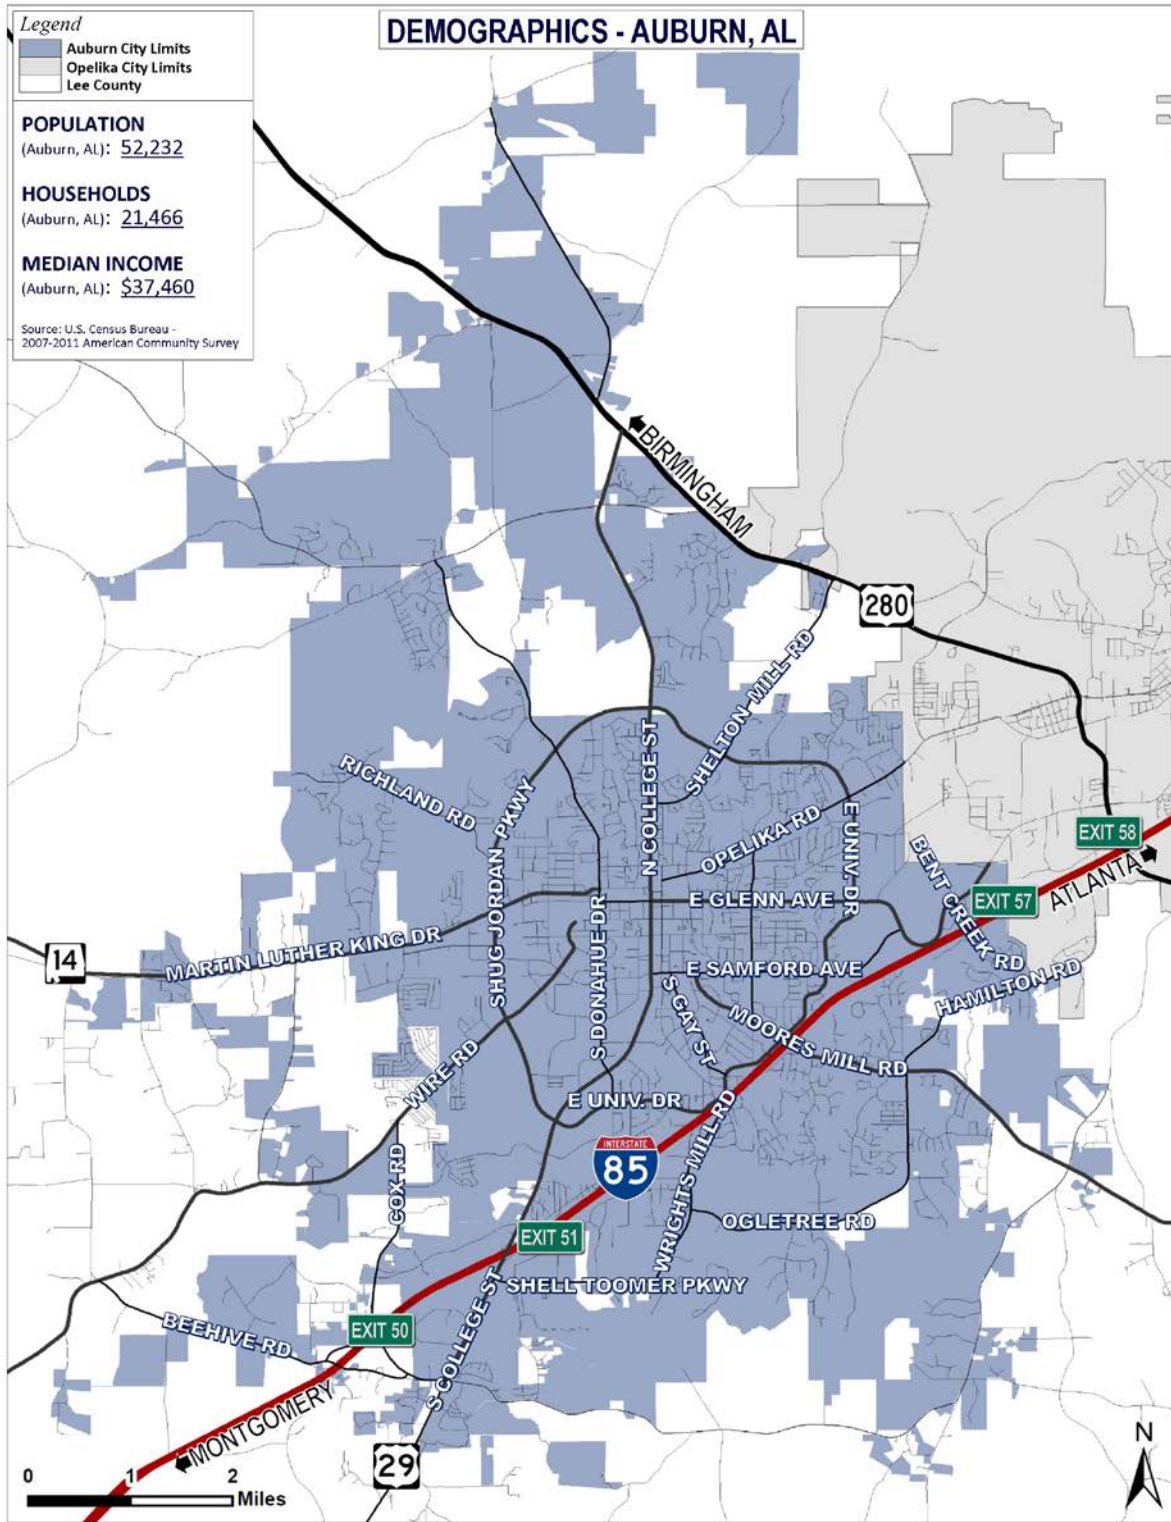 DEMOGRAPHICS - AUBURN, AL
Legend
Auburn City Limits
Opelika City Limits
Lee County
POPULATION
(Auburn, AL): 52,232
HOUSEHOLDS
(Auburn, AL): 21,466
MEDIAN INCOME
(Auburn, AL): $37,460
Source: U.S. Census Bureau -
2007-2011 American Community Survey
BIRMINGHAM
280
SHELTON MILL RD
RICHLAND RD
SHUG JORDAN PKWY
N COLLEGE ST
OPELIKA RD
E UNIV. DR
EXIT 58
BENT CREEK RD
ATLANTA
EXIT 57
E GLENN AVE
14
MARTIN LUTHER KING DR
S DONAHUE DR
E SAMFORD AVE
HAMILTON RD
S GAY ST
MOORES MILL RD
WIRE RD
E UNIV. DR
INTERSTATE
85
WRIGHTS MILL RD
COX RD
OGLETREE RD
EXIT 51
SHELL TOOMER PKWY
EXIT 50
BEEHIVE RD
S COLLEGE ST
MONTGOMERY
29
N
0 1 2
Miles